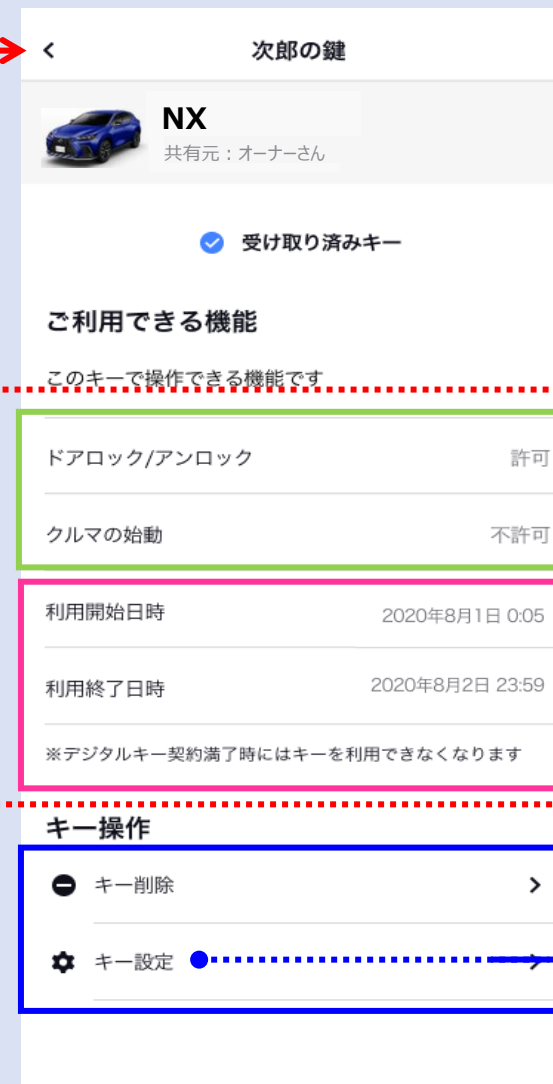 次郎の鍵
NX
共有元：オーナーさん
受け取り済みキー
ご利用できる機能
このキーで操作できる機能です
ドアロック/アンロック 許可
クルマの始動 不許可
利用開始日時 2020年8月1日 0:05
利用終了日時 2020年8月2日 23:59
※デジタルキー契約満了時にはキーを利用できなくなります
キー操作
キー削除
キー設定